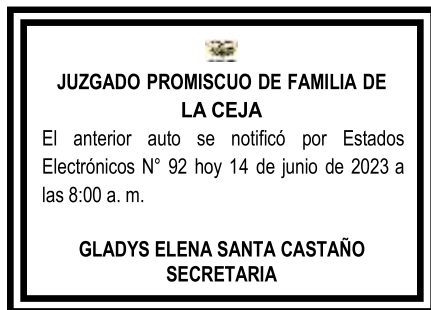 JUZGADO PROMISCUO DE FAMILIA DE
LA CEJA
El anterior auto se notificó por Estados
Electrónicos N° 92 hoy 14 de junio de 2023 a
las 8:00 a. m.
GLADYS ELENA SANTA CASTAÑO
SECRETARIA